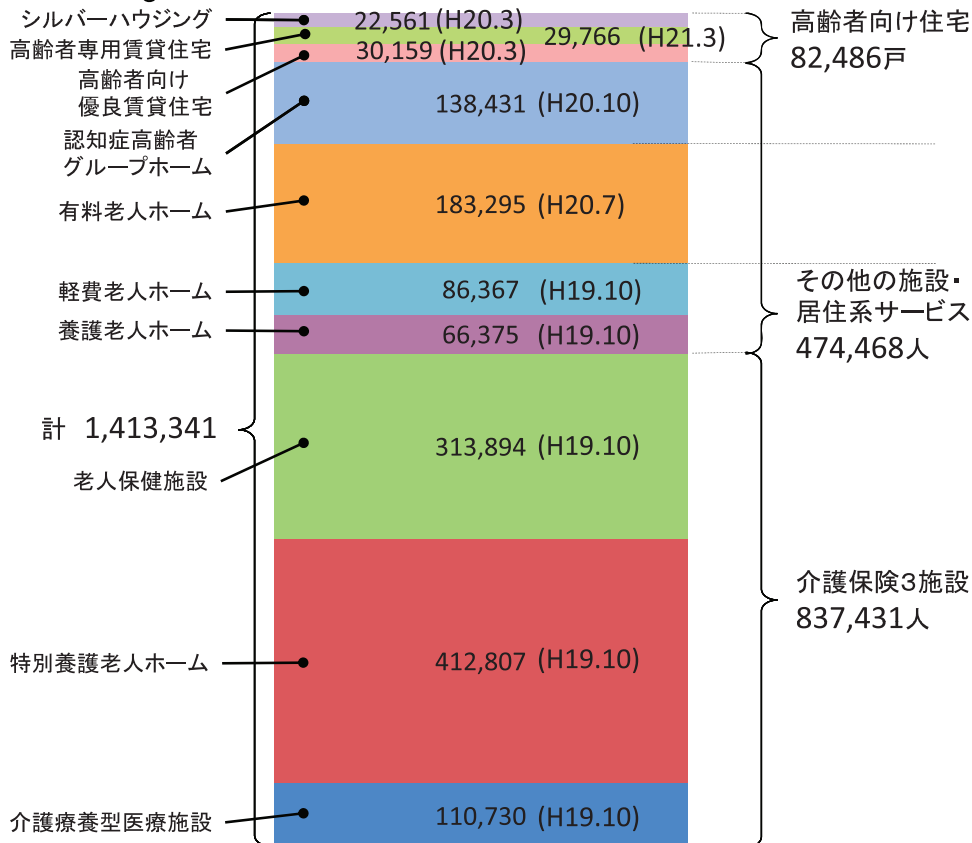 シルバーハウジング
高齢者専用賃貸住宅
高齢者向け
優良賃貸住宅
認知症高齢者
グループホーム
有料老人ホーム
軽費老人ホーム
養護老人ホーム
計 1,413,341
老人保健施設
特別養護老人ホーム
介護療養型医療施設
22,561 (H20.3)
29,766 (H21.3)
30,159 (H20.3)
138,431 (H20.10)
183,295 (H20.7)
86,367 (H19.10)
66,375 (H19.10)
313,894 (H19.10)
412,807 (H19.10)
110,730 (H19.10)
高齢者向け住宅
82,486戸
その他の施設・
居住系サービス
474,468人
介護保険3施設
837,431人